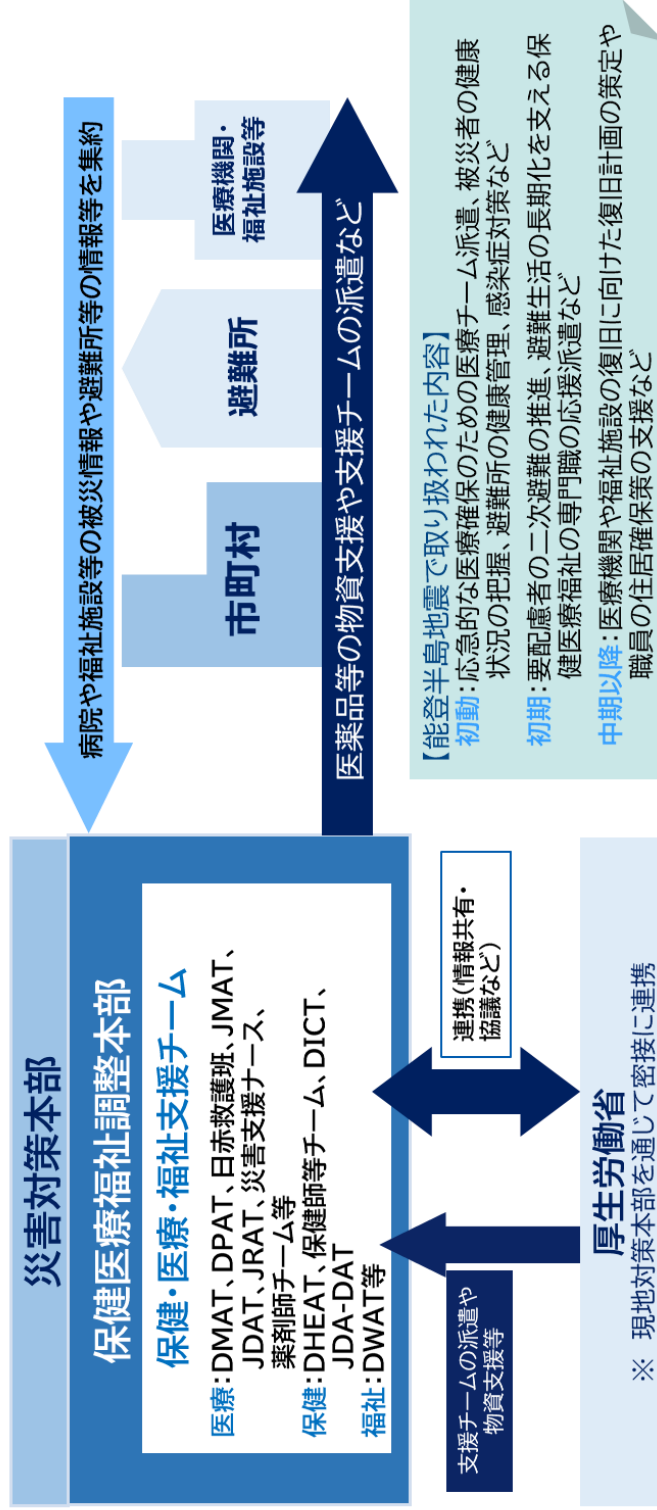 災害対策本部
保健医療福祉調整本部
保健・医療・福祉支援チーム
医療：DMAT、DPAT、日赤救護班、JMAT、
JDAT、JRAT、災害支援ナース、
薬剤師チーム等
保健：DHEAT、保健師等チーム、DICT、
JDA-DAT
福祉：DWAT等
病院や福祉施設等の被災情報や避難所等の情報等を集約
市町村
避難所
医療機関・
福祉施設等
医薬品等の物資支援や支援チームの派遣など
支援チームの派遣や
物資支援等
連携（情報共有・
協議など）
厚生労働省
※ 現地対策本部を通じて密接に連携
【能登半島地震で取り扱われた内容】
初動：応急的な医療確保のための医療チーム派遣、被災者の健康
状況の把握、避難所の健康管理、感染症対策など
初期：要配慮者の二次避難の推進、避難生活の長期化を支える保
健医療福祉の専門職の応援派遣など
中期以降：医療機関や福祉施設の復旧に向けた復旧計画の策定や
職員の住居確保策の支援など